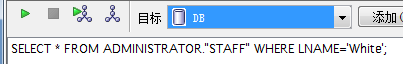 目标 DB 添加
SELECT * FROM ADMINISTRATOR."STAFF" WHERE LNAME='White';